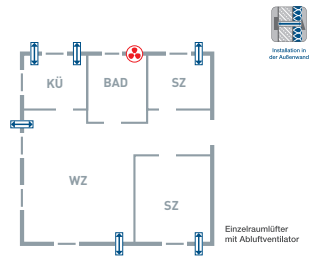 Installation in
der Außenwand
KÜ
BAD
SZ
WZ
SZ
Einzelraumlüfter
mit Abluftventilator